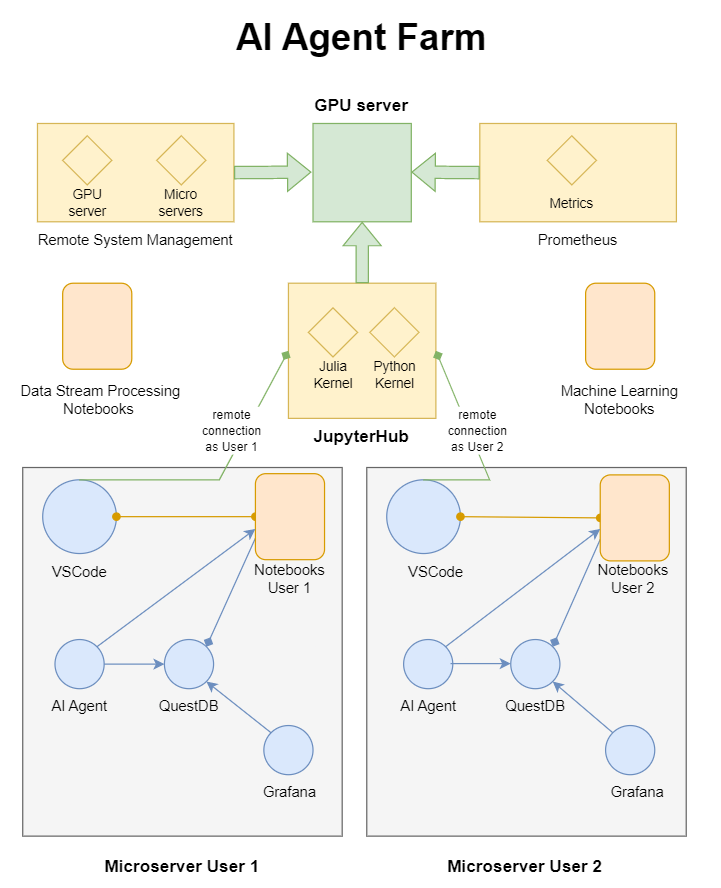 AI Agent Farm
GPU server
GPU
server
Micro
servers
Remote System Management
Metrics
Prometheus
Julia
Kernel
Python
Kernel
JupyterHub
Data Stream Processing
Notebooks
Machine Learning
Notebooks
remote
connection
as User 1
remote
connection
as User 2
VSCode
Notebooks
User 1
AI Agent
QuestDB
Grafana
Microserver User 1
VSCode
Notebooks
User 2
AI Agent
QuestDB
Grafana
Microserver User 2